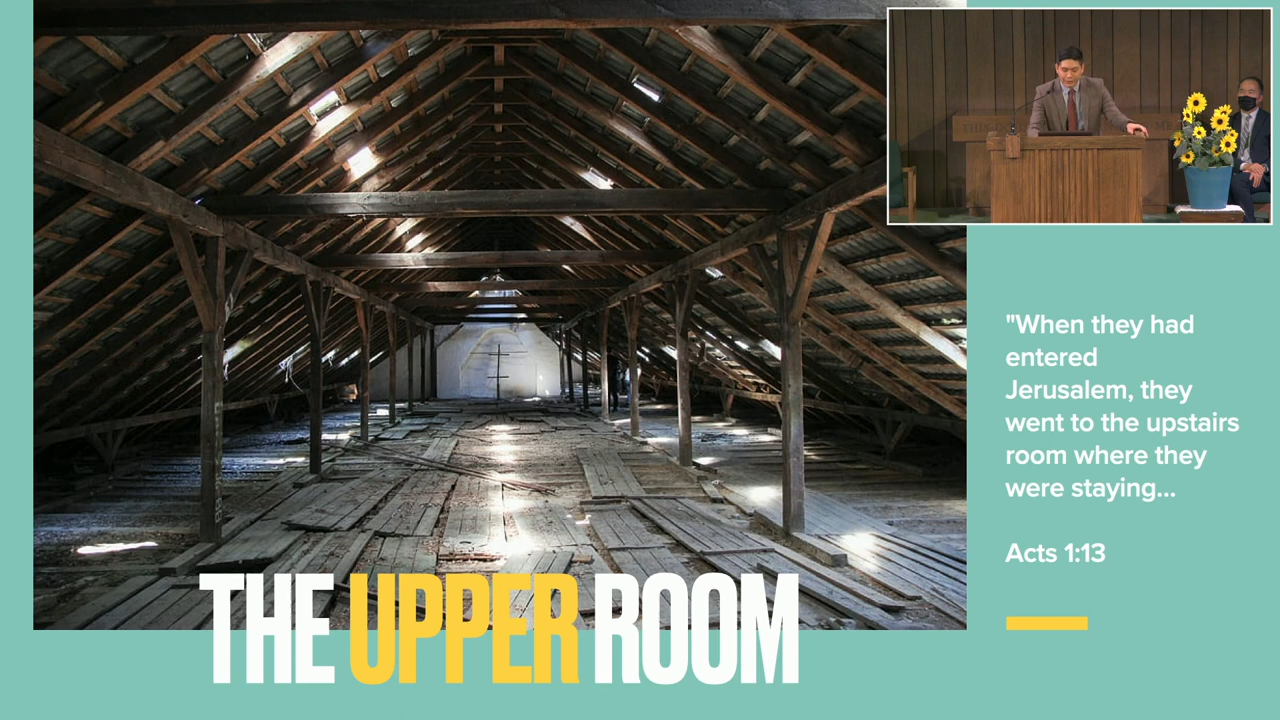 "When they had
entered
Jerusalem, they
went to the upstairs
room where they
were staying...
Acts 1:13
THE UPPER ROOM